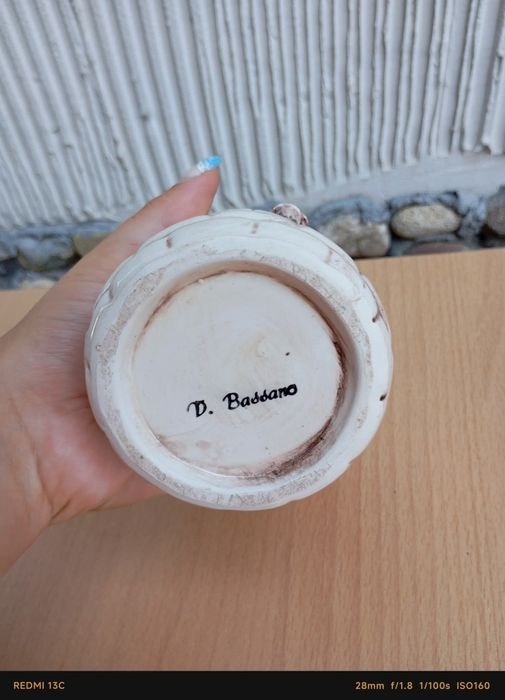 D. Bassano
REDMI 13C
28mm f/1.8 1/100s ISO160